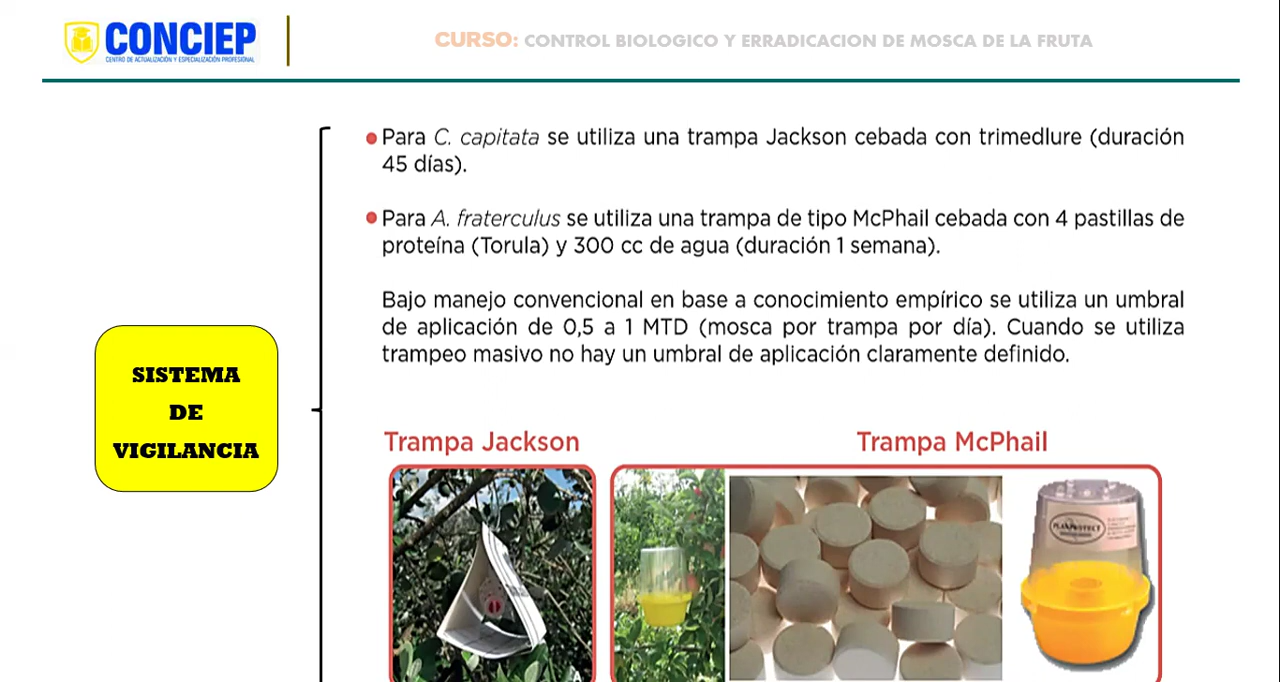 CONCIEP
CENTRO DE ACTUALIZACIÓN Y ESPECIALIZACIÓN PROFESIONAL
CURSO: CONTROL BIOLOGICO Y ERRADICACION DE MOSCA DE LA FRUTA
Para C. capitata se utiliza una trampa Jackson cebada con trimedlure (duración
45 días).
Para A. fraterculus se utiliza una trampa de tipo McPhail cebada con 4 pastillas de
proteína (Torula) y 300 cc de agua (duración 1 semana).
Bajo manejo convencional en base a conocimiento empírico se utiliza un umbral
de aplicación de 0,5 a 1 MTD (mosca por trampa por día). Cuando se utiliza
trampeo masivo no hay un umbral de aplicación claramente definido.
SISTEMA
DE
VIGILANCIA
Trampa Jackson
Trampa McPhail
A